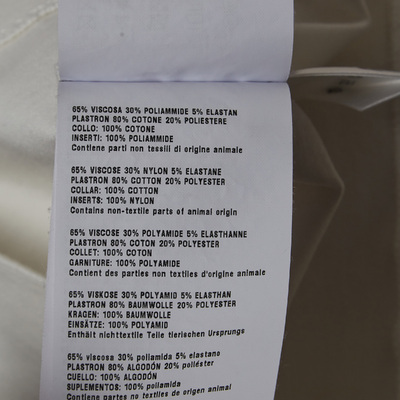 65% VISCOSA 30% POLIAMMIDE 5% ELASTAN
PLASTRON 80% COTONE 20% POLIESTERE
COLLO: 100% COTONE
INSERTI: 100% POLIAMMIDE
Contiene parti non tessili di origine animale
65% VISCOSE 30% NYLON 5% ELASTANE
PLASTRON 80% COTTON 20% POLYESTER
COLLAR: 100% COTTON
INSERTS: 100% NYLON
Contains non-textile parts of animal origin
65% VISCOSE 30% POLYAMIDE 5% ELASTHANNE
PLASTRON 80% COTON 20% POLYESTER
COLLET: 100% COTON
GARNITURE: 100% POLYAMIDE
Contient des parties non textiles d'origine animale
65% VISKOSE 30% POLYAMID 5% ELASTHAN
PLASTRON 80% BAUMWOLLE 20% POLYESTER
KRAGEN: 100% BAUMWOLLE
EINSÄTZE: 100% POLYAMID
Enthält nichttextile Teile tierischen Ursprungs
65% viscosa 30% poliamida 5% elastano
PLASTRON 80% ALGODÓN 20% poliéster
CUELLO: 100% ALGODÓN
SUPLEMENTOS: 100% poliamida
Contiene partes no textiles de origen animal